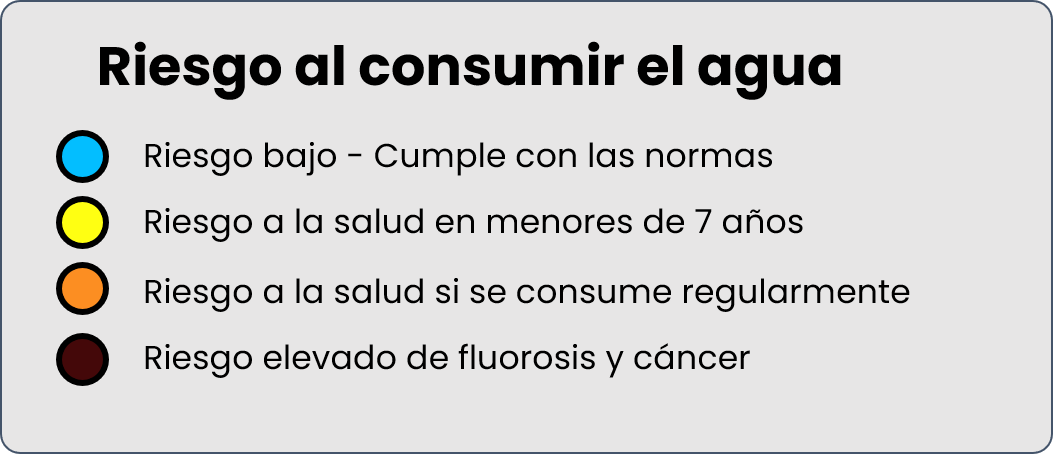 Riesgo al consumir el agua
Riesgo bajo - Cumple con las normas
Riesgo a la salud en menores de 7 años
Riesgo a la salud si se consume regularmente
Riesgo elevado de fluorosis y cáncer